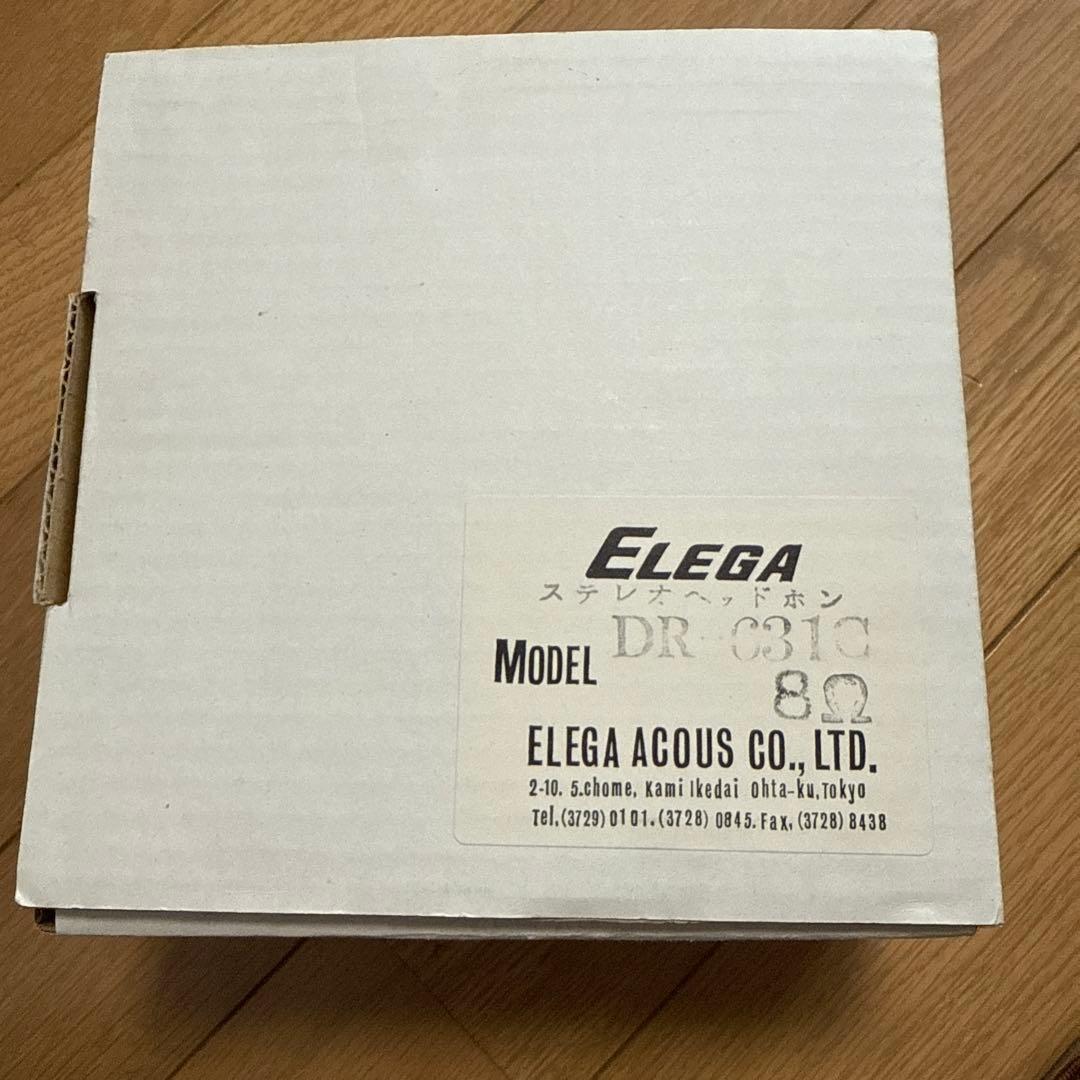 ELEGA
ステレオヘッドホン
MODEL DR-631C
8Ω
ELEGA ACOUS CO., LTD.
2-10. 5.chome, Kami Ikedai Ohta-ku, Tokyo
Tel, (3729) 0101. (3728) 0845. Fax, (3728) 8438